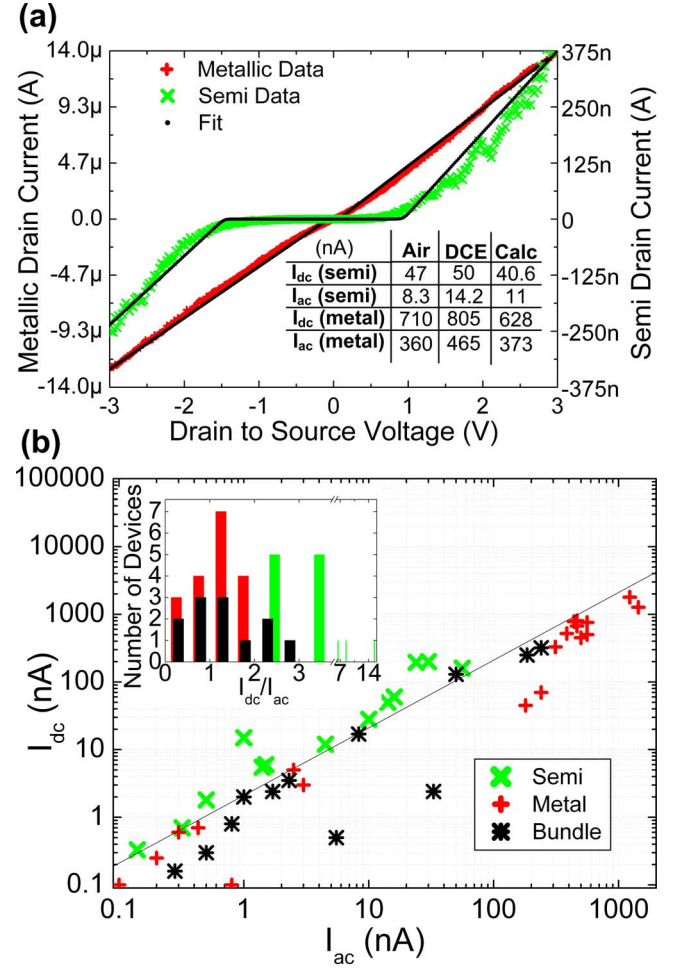 (a)
14.0µ
9.3µ
4.7µ
0.0
-4.7µ
-9.3µ
-14.0µ
Metallic Drain Current (A)
Metallic Data
Semi Data
Fit
375n
250n
125n
0
-125n
-250n
-375n
Semi Drain Current (A)
(nA) Air DCE Calc
Idc (semi) 47 50 40.6
Iac (semi) 8.3 14.2 11
Idc (metal) 710 805 628
Iac (metal) 360 465 373
-3 -2 -1 0 1 2 3
Drain to Source Voltage (V)
(b)
100000
10000
1000
100
10
1
0.1
Idc (nA)
Number of Devices
7
6
5
4
3
2
1
0
0 1 2 3 7 14
Idc/Iac
Semi
Metal
Bundle
0.1 1 10 100 1000
Iac (nA)